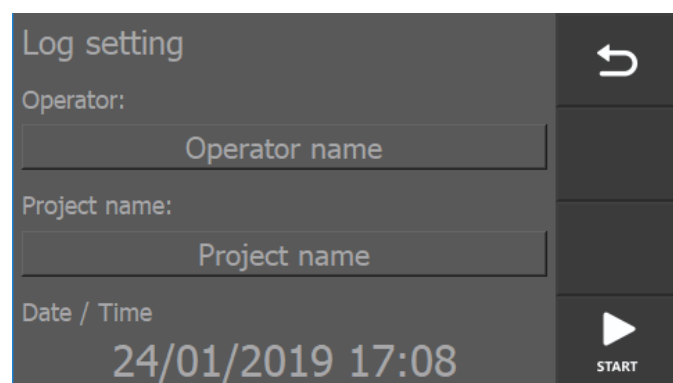 Log setting
Operator:
Operator name
Project name:
Project name
Date / Time
24/01/2019 17:08
START